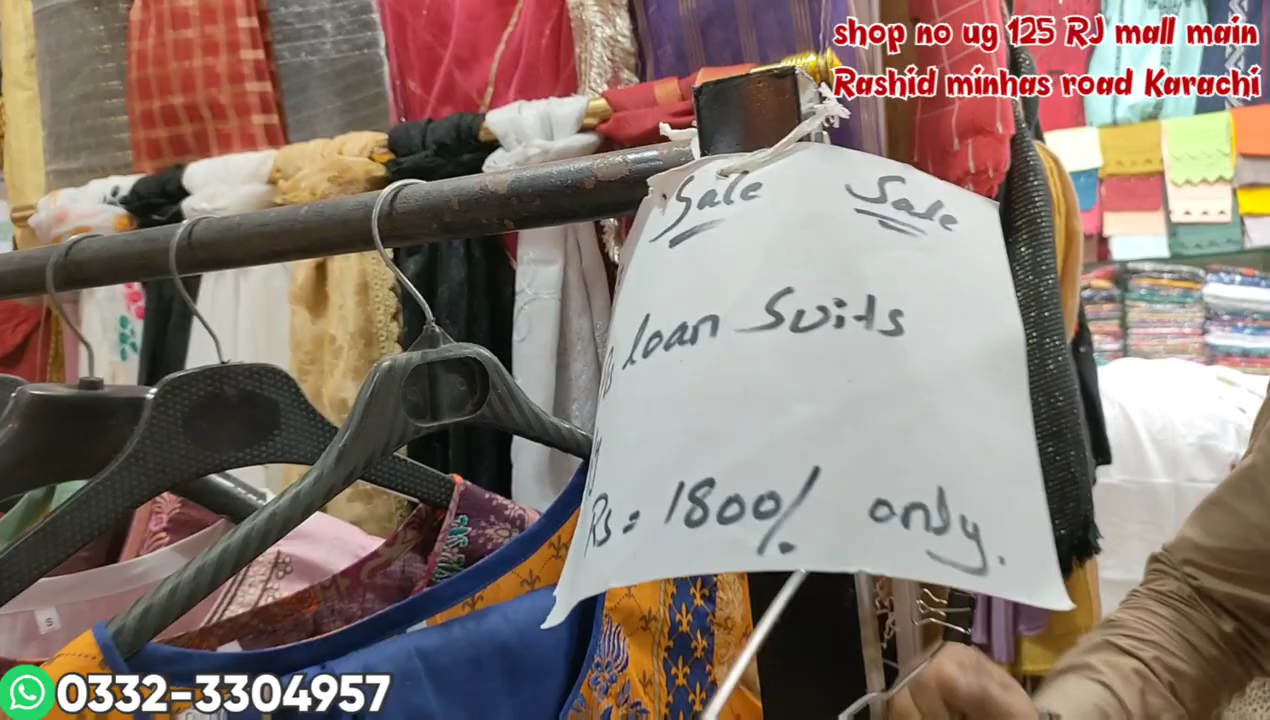 shop no ug 125 RJ mall main
Rashid minhas road Karachi
Sale Sale
loan Suits
Rs = 1800/. only.
S
0332-3304957